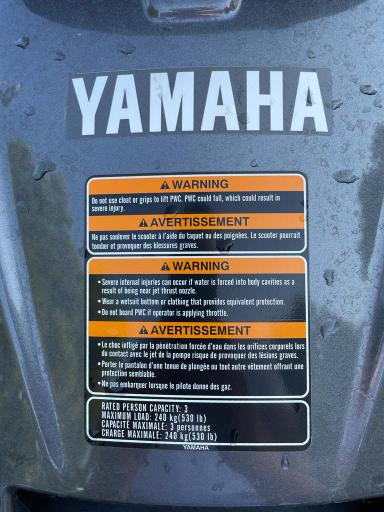 YAMAHA
WARNING
Do not use cleat or grips to lift PWC. PWC could fall, which could result in
severe injury.
AVERTISSEMENT
Ne pas soulever le scooter à l'aide du taquet ou des poignées. Le scooter pourrait
tomber et provoquer des blessures graves.
WARNING
• Severe internal injuries can occur if water is forced into body cavities as a
result of being near jet thrust nozzle.
• Wear a wetsuit bottom or clothing that provides equivalent protection.
• Do not board PWC if operator is applying throttle.
AVERTISSEMENT
• Le choc infligé par la pénétration forcée d'eau dans les orifices corporels lors
du contact avec le jet de la pompe risque de provoquer des lésions graves.
• Porter le pantalon d'une tenue de plongée ou tout autre vêtement offrant une
protection semblable.
• Ne pas embarquer lorsque le pilote donne des gaz.
RATED PERSON CAPACITY: 3
MAXIMUM LOAD: 240 kg(530 lb)
CAPACITÉ MAXIMALE: 3 personnes
CHARGE MAXIMALE: 240 kg(530 lb)
YAMAHA